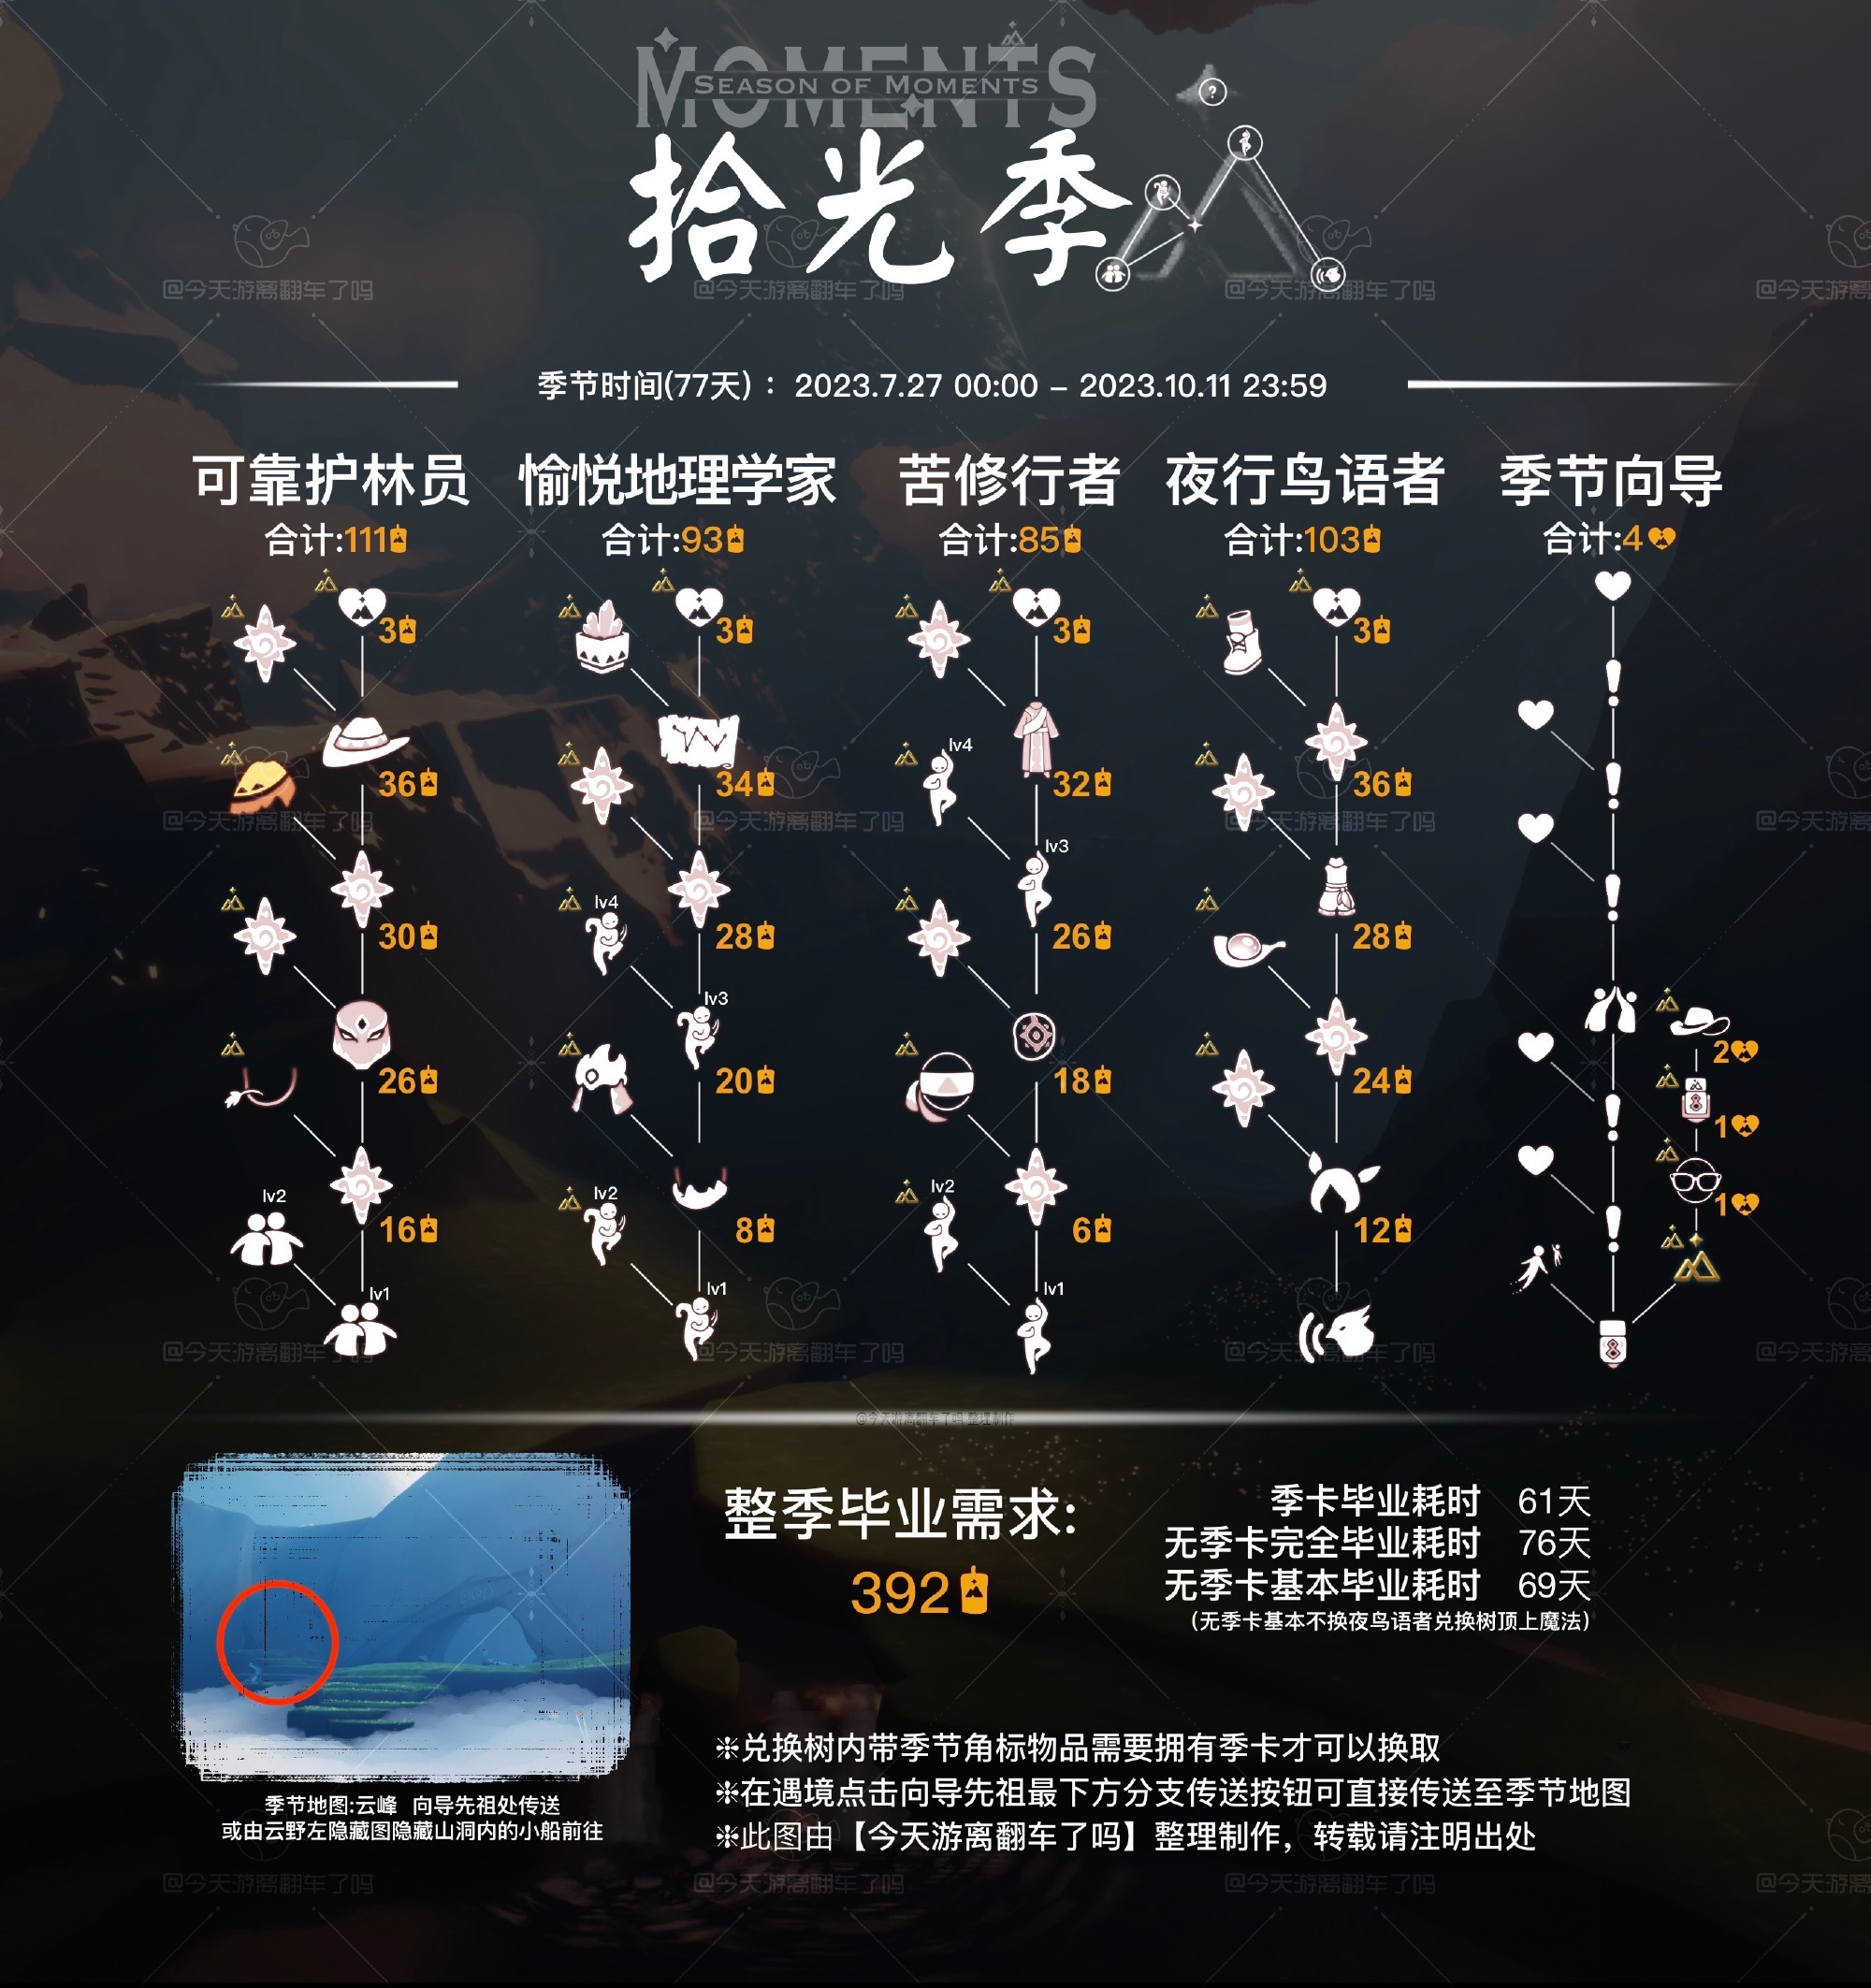 MOMENTS
SEASON OF MOMENTS
拾光季
?
季节时间(77天)：2023.7.27 00:00 – 2023.10.11 23:59
可靠护林员 愉悦地理学家 苦修行者 夜行鸟语者 季节向导
合计:111 合计:93 合计:85 合计:103 合计:4
3 3 3 3
lv4
36 34 32 36
lv3
lv4
30 28 26 28
lv3
2
26 20 18 24
1
lv2 lv2 lv2
1
16 8 6 12
lv1 lv1 lv1
@今天游离翻车了吗 整理制作
整季毕业需求:
392
季卡毕业耗时 61天
无季卡完全毕业耗时 76天
无季卡基本毕业耗时 69天
（无季卡基本不换夜鸟语者兑换树顶上魔法）
季节地图:云峰 向导先祖处传送
或由云野左隐藏图隐藏山洞内的小船前往
❉兑换树内带季节角标物品需要拥有季卡才可以换取
❉在遇境点击向导先祖最下方分支传送按钮可直接传送至季节地图
❉此图由【今天游离翻车了吗】整理制作，转载请注明出处
@今天游离翻车了吗